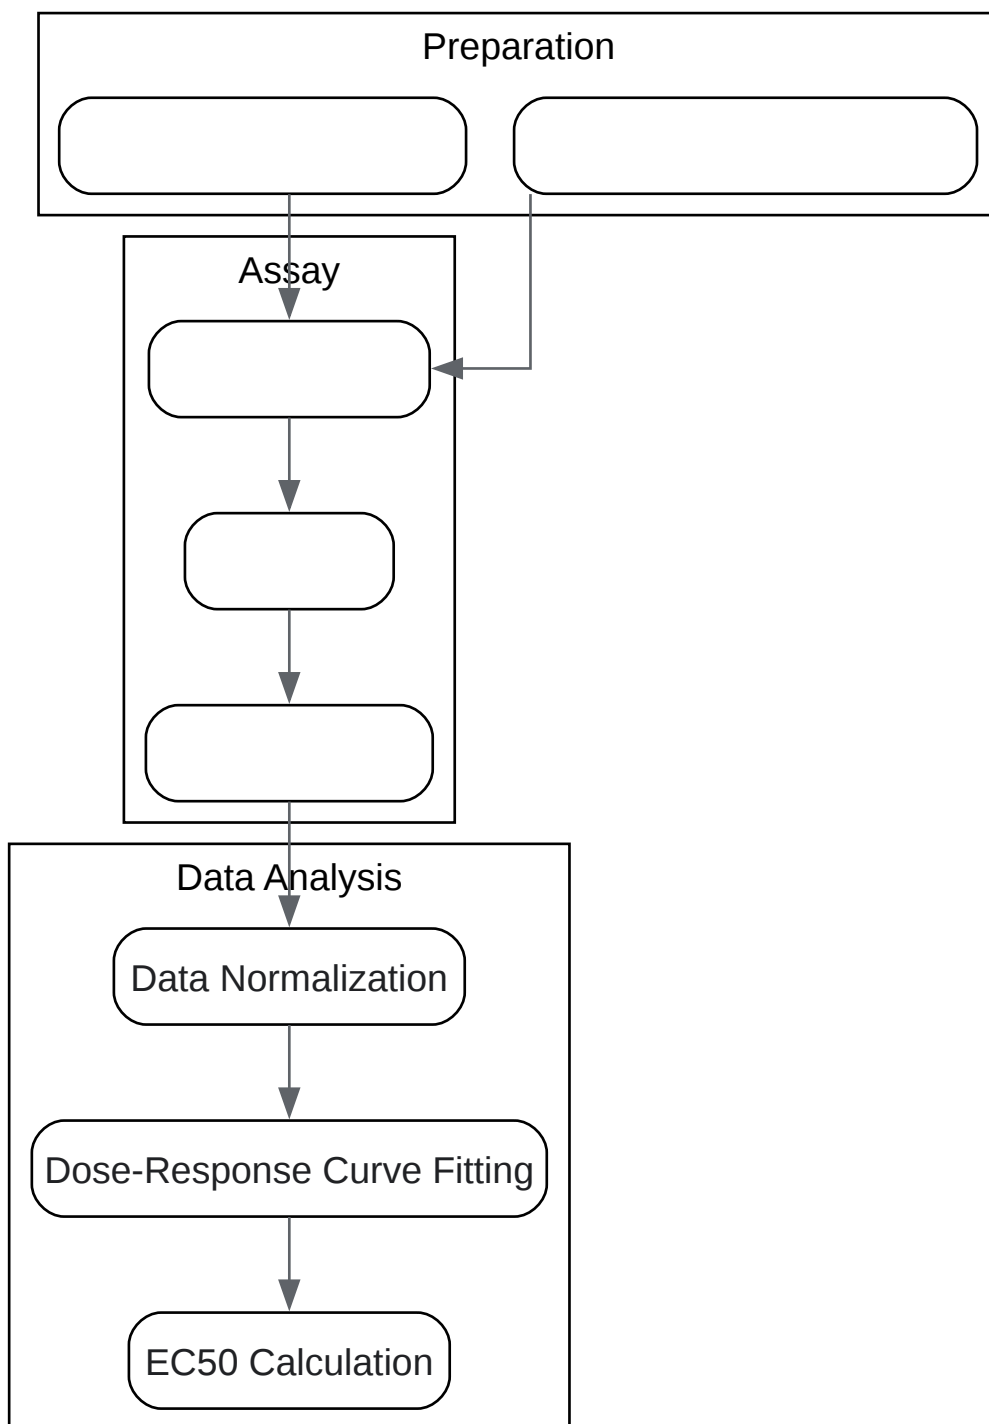 Preparation
Assay
Data Analysis
Data Normalization
Dose-Response Curve Fitting
EC50 Calculation